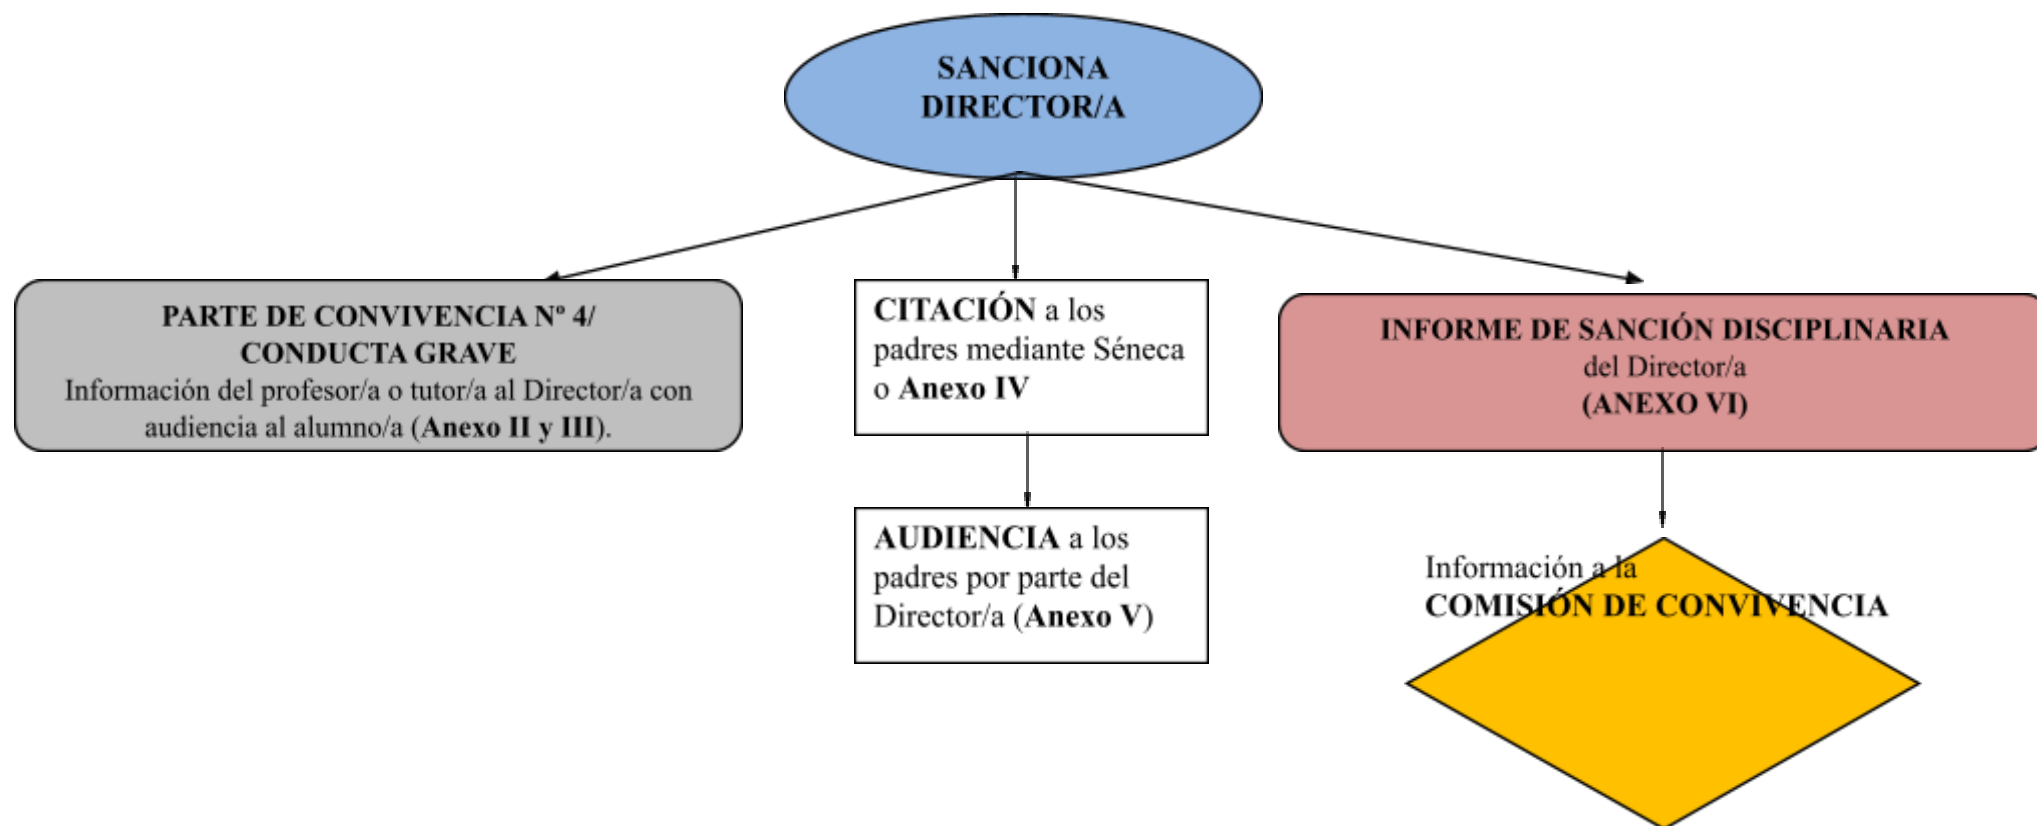 SANCIONA
DIRECTOR/A
PARTE DE CONVIVENCIA Nº 4/
CONDUCTA GRAVE
Información del profesor/a o tutor/a al Director/a con
audiencia al alumno/a (Anexo II y III).
CITACIÓN a los
padres mediante Séneca
o Anexo IV
AUDIENCIA a los
padres por parte del
Director/a (Anexo V)
INFORME DE SANCIÓN DISCIPLINARIA
del Director/a
(ANEXO VI)
Información a la
COMISIÓN DE CONVIVENCIA